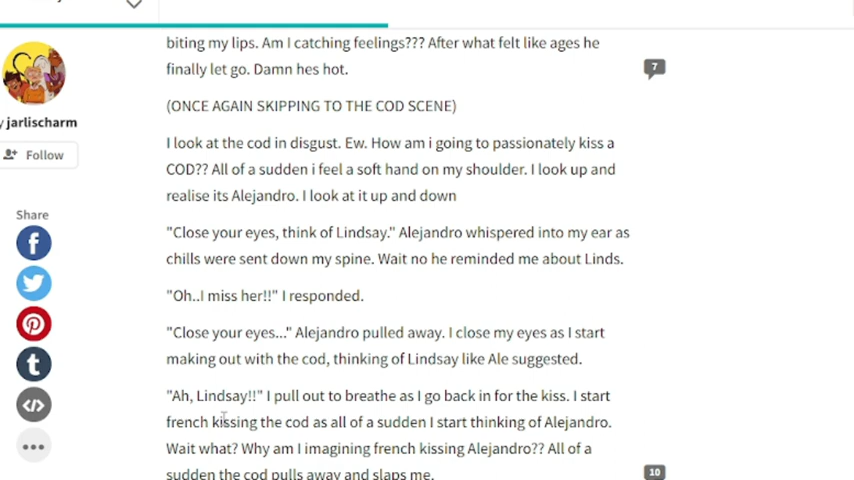 biting my lips. Am I catching feelings??? After what felt like ages he
finally let go. Damn hes hot.
7
(ONCE AGAIN SKIPPING TO THE COD SCENE)
jarlischarm
Follow
I look at the cod in disgust. Ew. How am i going to passionately kiss a
COD?? All of a sudden i feel a soft hand on my shoulder. I look up and
realise its Alejandro. I look at it up and down
Share
"Close your eyes, think of Lindsay." Alejandro whispered into my ear as
chills were sent down my spine. Wait no he reminded me about Linds.
"Oh..I miss her!!" I responded.
"Close your eyes..." Alejandro pulled away. I close my eyes as I start
making out with the cod, thinking of Lindsay like Ale suggested.
"Ah, Lindsay!!" I pull out to breathe as I go back in for the kiss. I start
french kissing the cod as all of a sudden I start thinking of Alejandro.
Wait what? Why am I imagining french kissing Alejandro?? All of a
sudden the cod pulls away and slaps me.
10